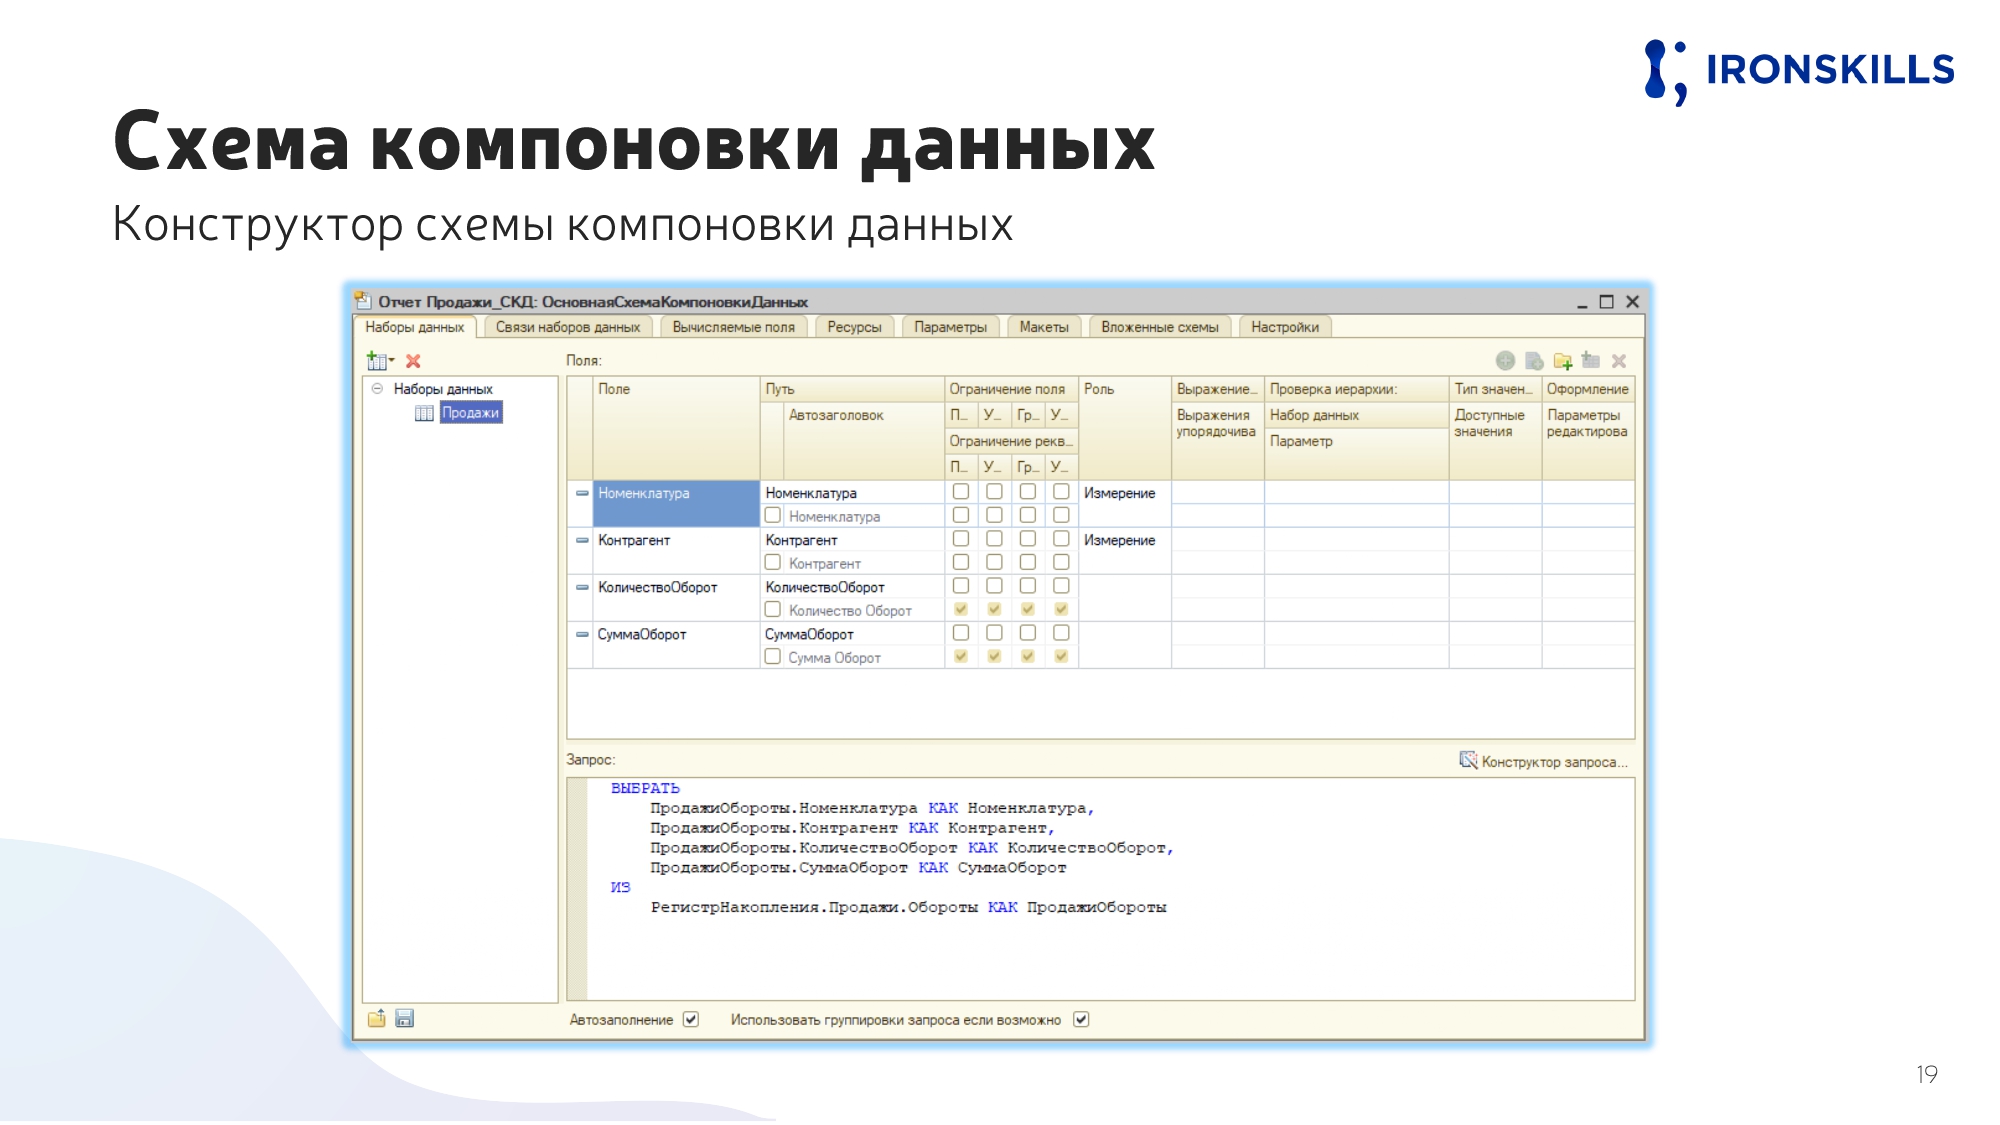 IRONSKILLS
Схема компоновки данных
Конструктор схемы компоновки данных
Отчет Продажи_СКД: ОсновнаяСхемаКомпоновкиДанных
Наборы данных Связи наборов данных Вычисляемые поля Ресурсы Параметры Макеты Вложенные схемы Настройки
Поля:
Наборы данных
Продажи
Поле Путь Ограничение поля Роль Выражение... Проверка иерархии: Тип значен... Оформление
Автозаголовок П... У... Гр... У... Выражения упорядочива Набор данных Доступные значения Параметры редактирова
Ограничение рекв... Параметр
П... У... Гр... У...
Номенклатура Номенклатура Измерение
Номенклатура
Контрагент Контрагент Измерение
Контрагент
КоличествоОборот КоличествоОборот
Количество Оборот
СуммаОборот СуммаОборот
Сумма Оборот
Запрос: Конструктор запроса...
ВЫБРАТЬ
ПродажиОбороты.Номенклатура КАК Номенклатура,
ПродажиОбороты.Контрагент КАК Контрагент,
ПродажиОбороты.КоличествоОборот КАК КоличествоОборот,
ПродажиОбороты.СуммаОборот КАК СуммаОборот
ИЗ
РегистрНакопления.Продажи.Обороты КАК ПродажиОбороты
Автозаполнение Использовать группировки запроса если возможно
19